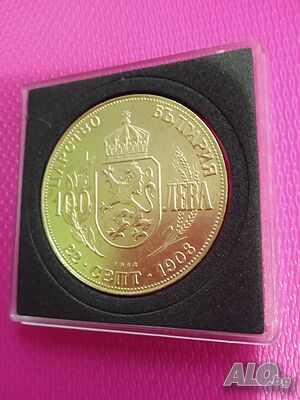 ЦАРСТВО БЪЛГАРИЯ
100 ЛЕВА
22 · СЕПТ · 1908
ALO.bg